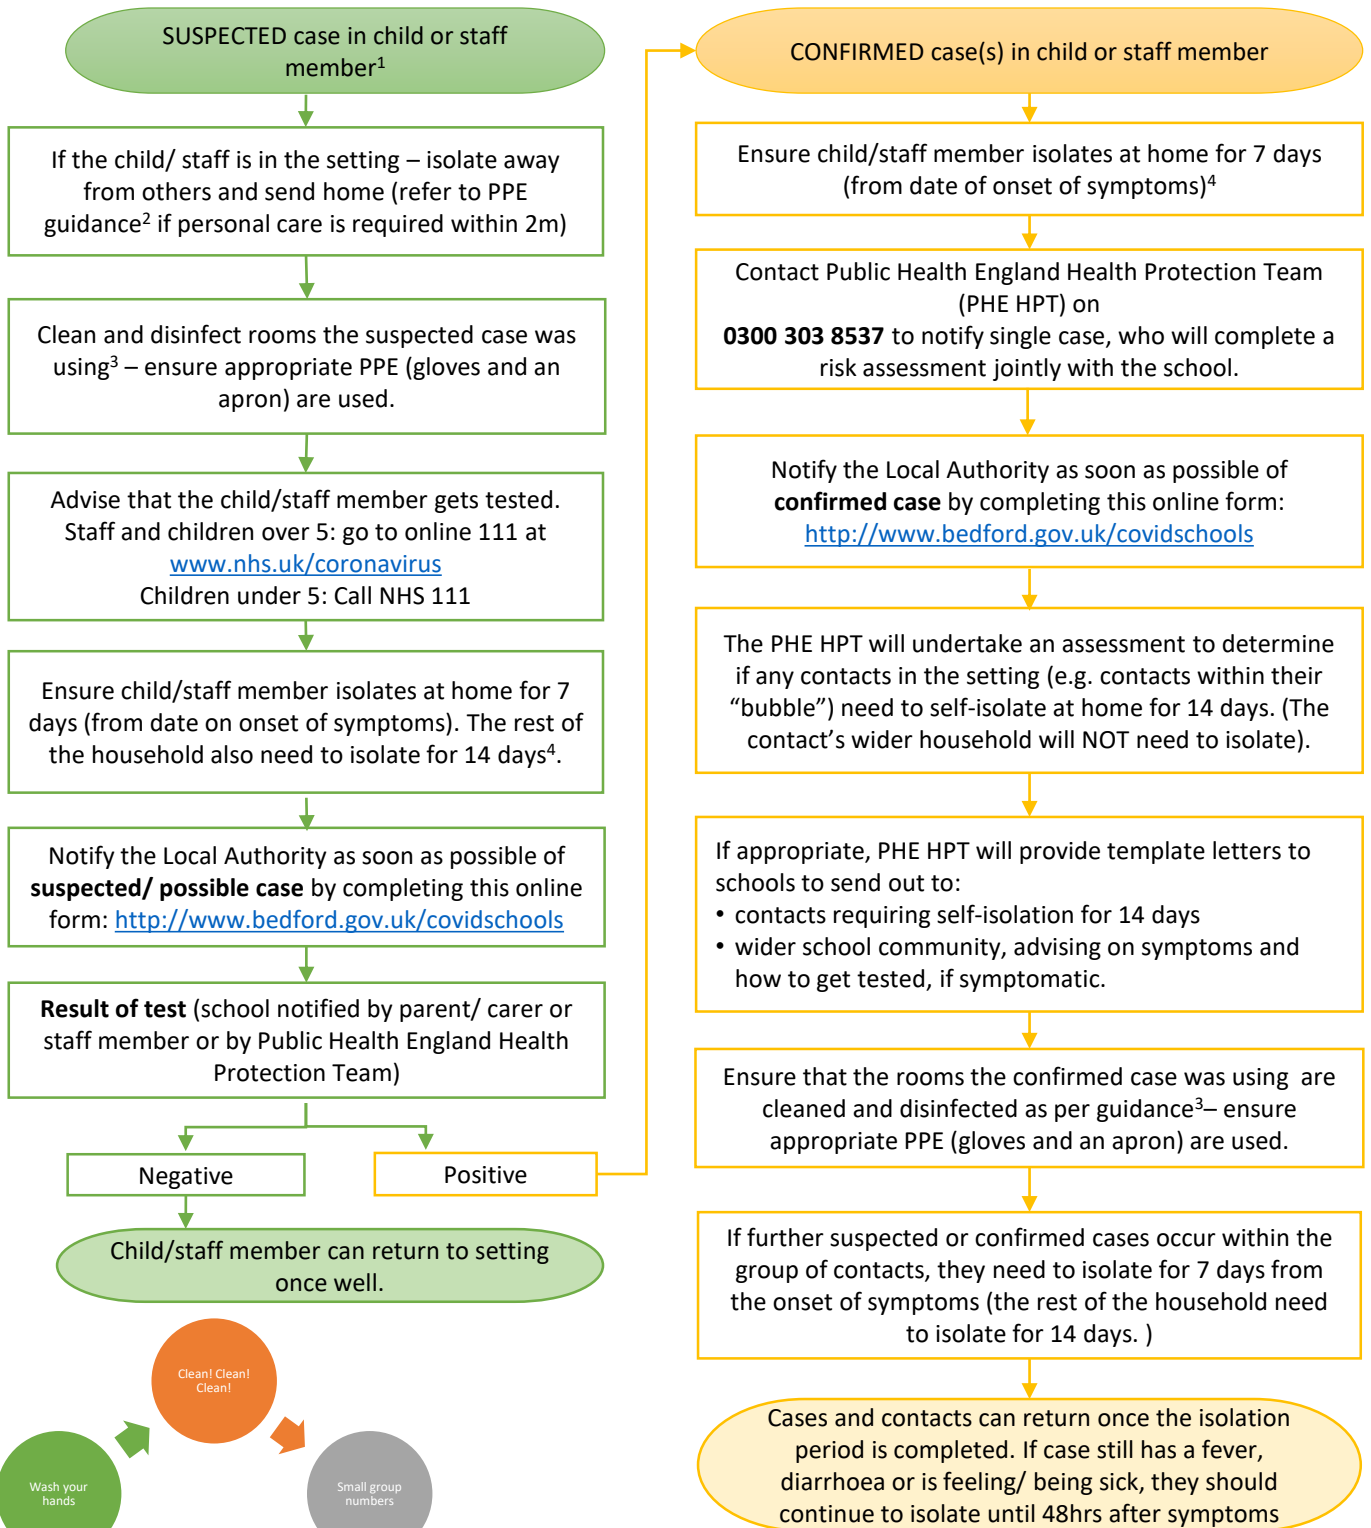 SUSPECTED case in child or staff
member¹
If the child/ staff is in the setting – isolate away
from others and send home (refer to PPE
guidance² if personal care is required within 2m)
Clean and disinfect rooms the suspected case was
using³ – ensure appropriate PPE (gloves and an
apron) are used.
Advise that the child/staff member gets tested.
Staff and children over 5: go to online 111 at
www.nhs.uk/coronavirus
Children under 5: Call NHS 111
Ensure child/staff member isolates at home for 7
days (from date on onset of symptoms). The rest of
the household also need to isolate for 14 days⁴.
Notify the Local Authority as soon as possible of
suspected/ possible case by completing this online
form: http://www.bedford.gov.uk/covidschools
Result of test (school notified by parent/ carer or
staff member or by Public Health England Health
Protection Team)
Negative
Positive
Child/staff member can return to setting
once well.
Clean! Clean!
Clean!
Wash your
hands
Small group
numbers
CONFIRMED case(s) in child or staff member
Ensure child/staff member isolates at home for 7 days
(from date of onset of symptoms)⁴
Contact Public Health England Health Protection Team
(PHE HPT) on
0300 303 8537 to notify single case, who will complete a
risk assessment jointly with the school.
Notify the Local Authority as soon as possible of
confirmed case by completing this online form:
http://www.bedford.gov.uk/covidschools
The PHE HPT will undertake an assessment to determine
if any contacts in the setting (e.g. contacts within their
“bubble”) need to self-isolate at home for 14 days. (The
contact’s wider household will NOT need to isolate).
If appropriate, PHE HPT will provide template letters to
schools to send out to:
• contacts requiring self-isolation for 14 days
• wider school community, advising on symptoms and
how to get tested, if symptomatic.
Ensure that the rooms the confirmed case was using are
cleaned and disinfected as per guidance³– ensure
appropriate PPE (gloves and an apron) are used.
If further suspected or confirmed cases occur within the
group of contacts, they need to isolate for 7 days from
the onset of symptoms (the rest of the household need
to isolate for 14 days. )
Cases and contacts can return once the isolation
period is completed. If case still has a fever,
diarrhoea or is feeling/ being sick, they should
continue to isolate until 48hrs after symptoms